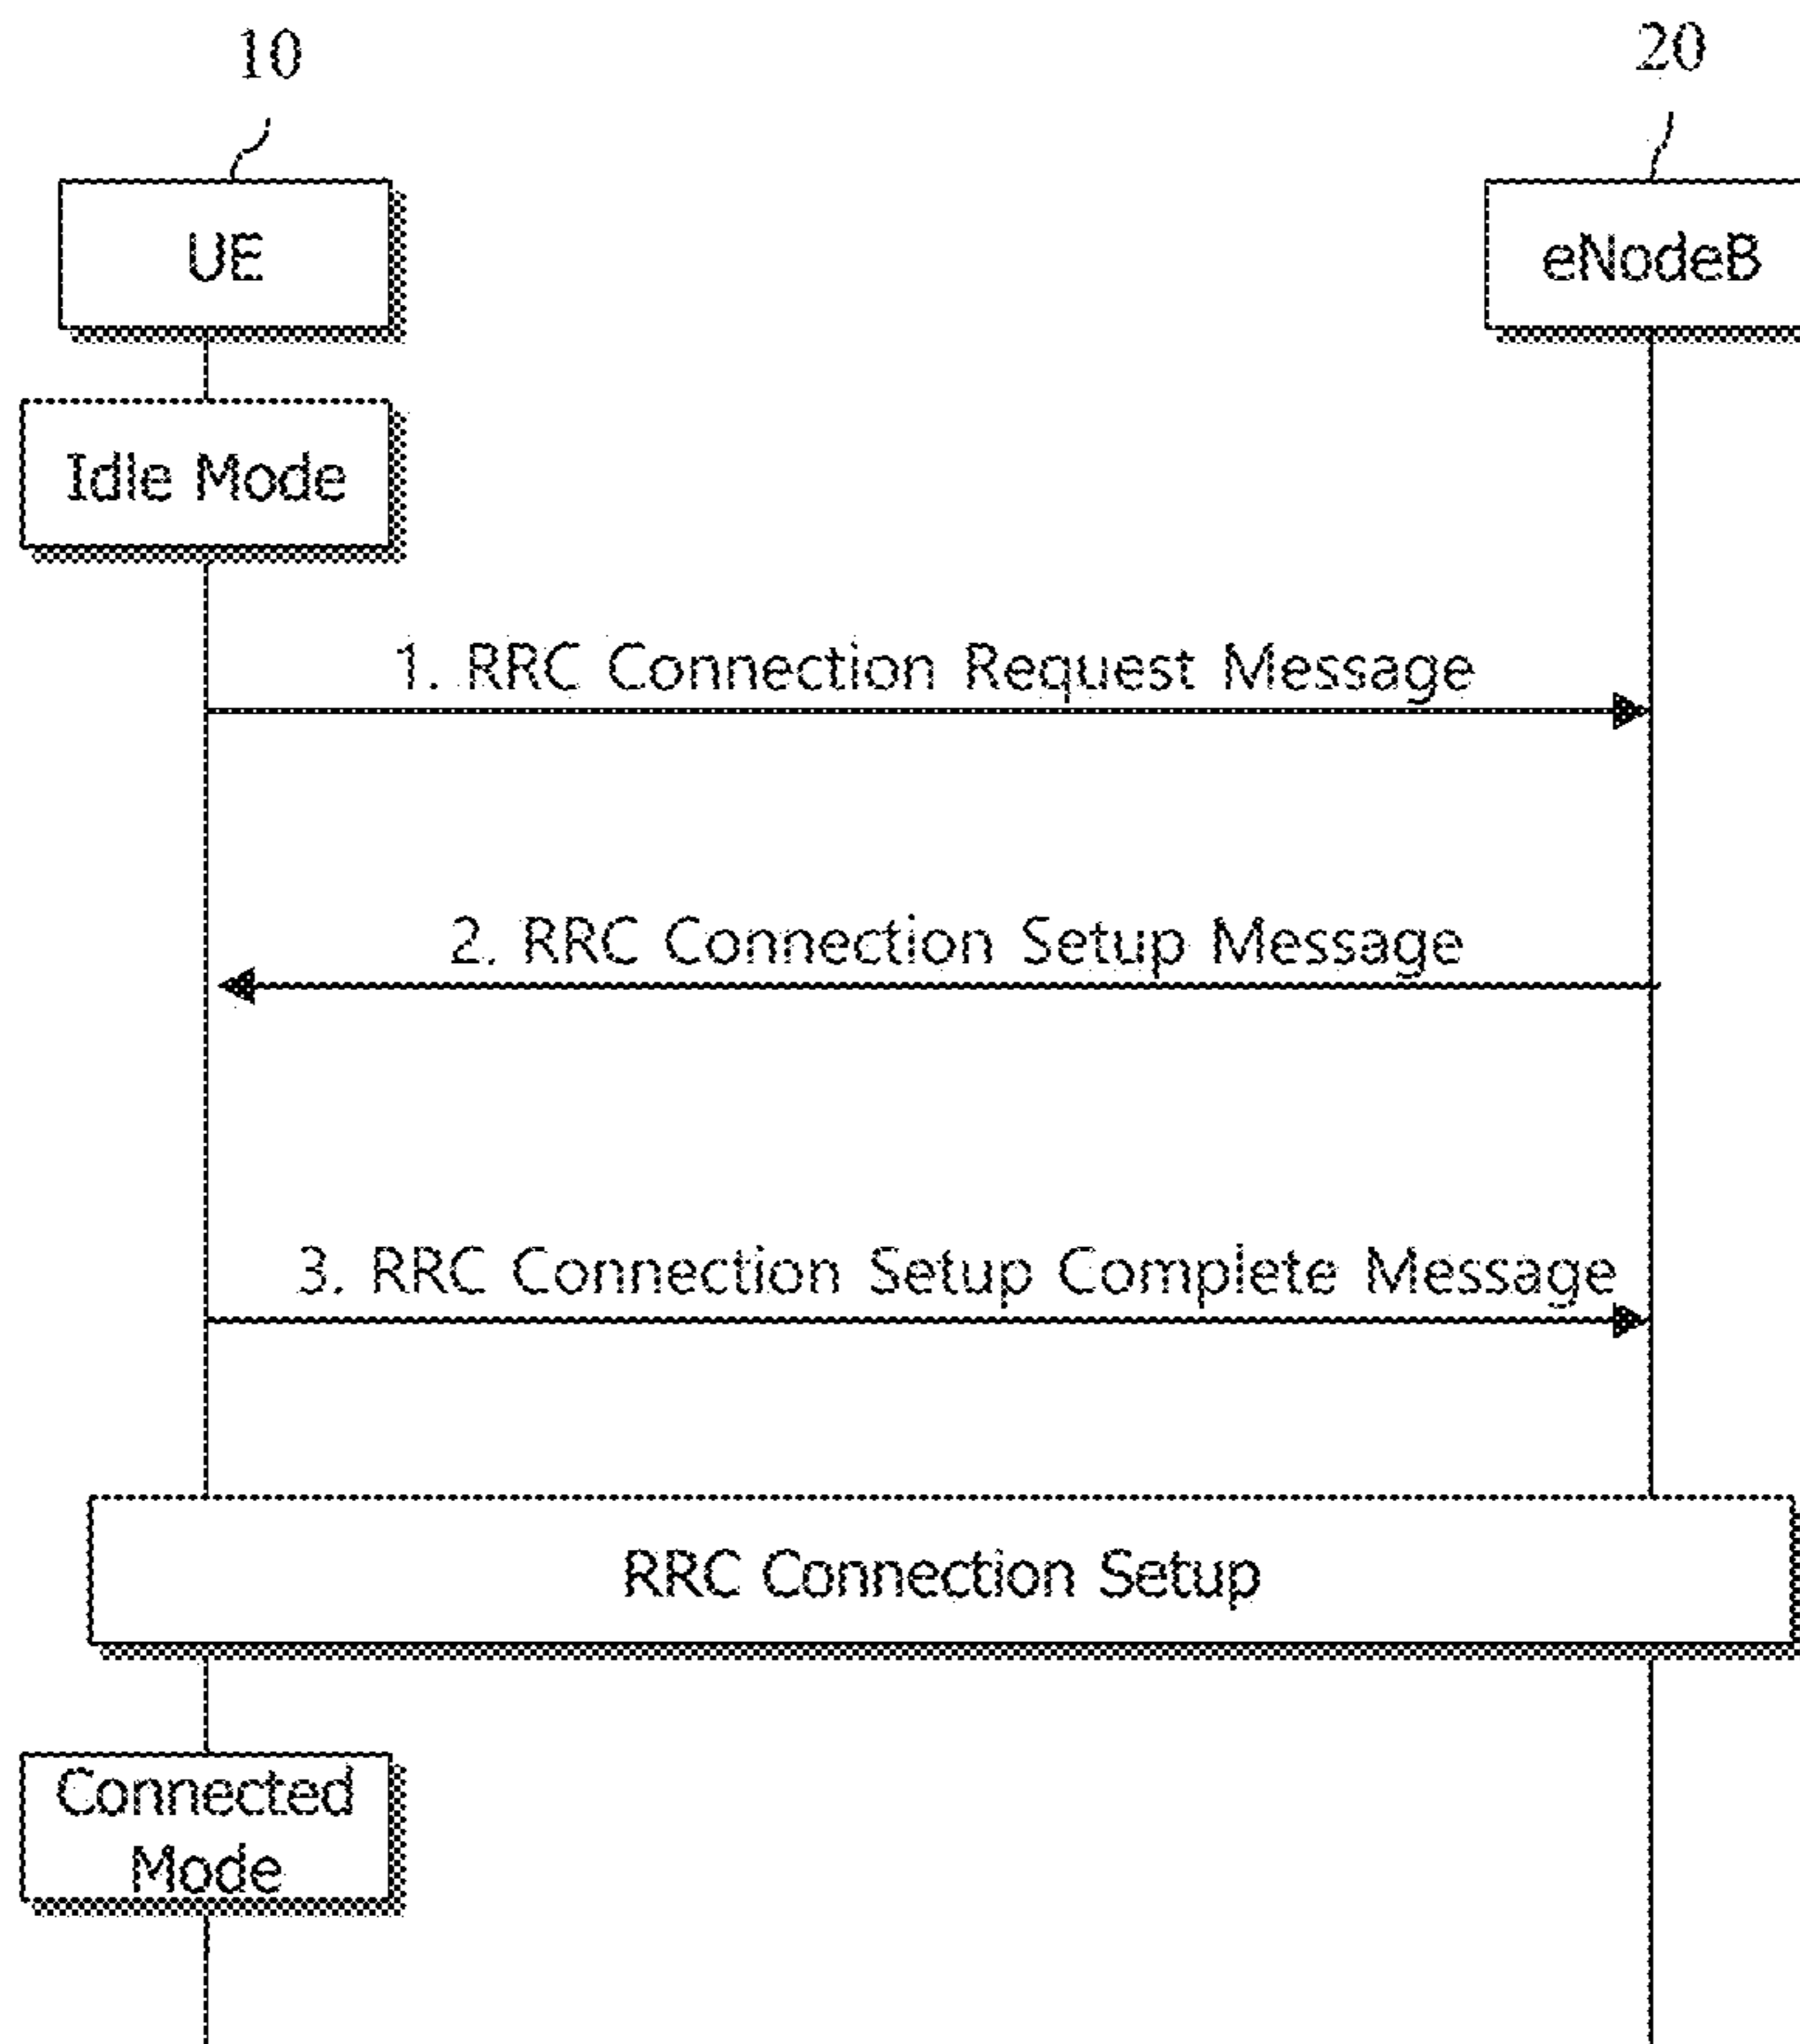 10
20
UE
eNodeB
Idle Mode
1. RRC Connection Request Message
2. RRC Connection Setup Message
3. RRC Connection Setup Complete Message
RRC Connection Setup
Connected
Mode